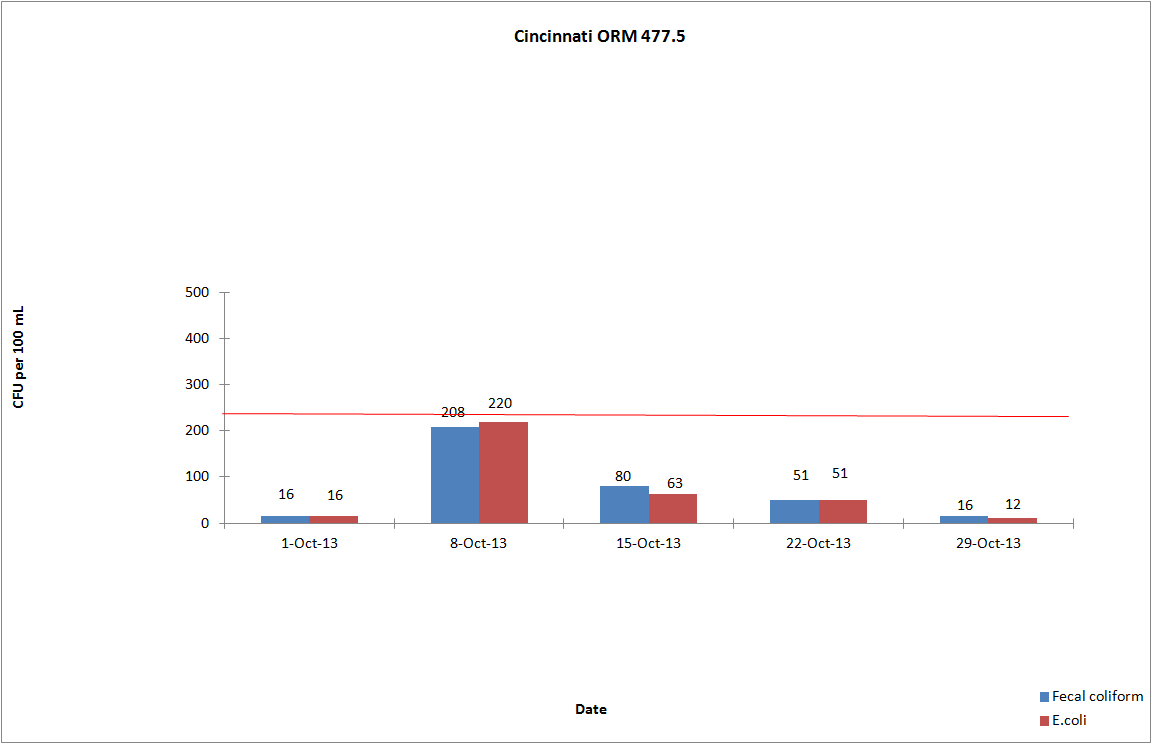 Cincinnati ORM 477.5
CFU per 100 mL
500
400
300
200
100
0
16
16
208
220
80
63
51
51
16
12
1-Oct-13
8-Oct-13
15-Oct-13
22-Oct-13
29-Oct-13
Date
Fecal coliform
E.coli